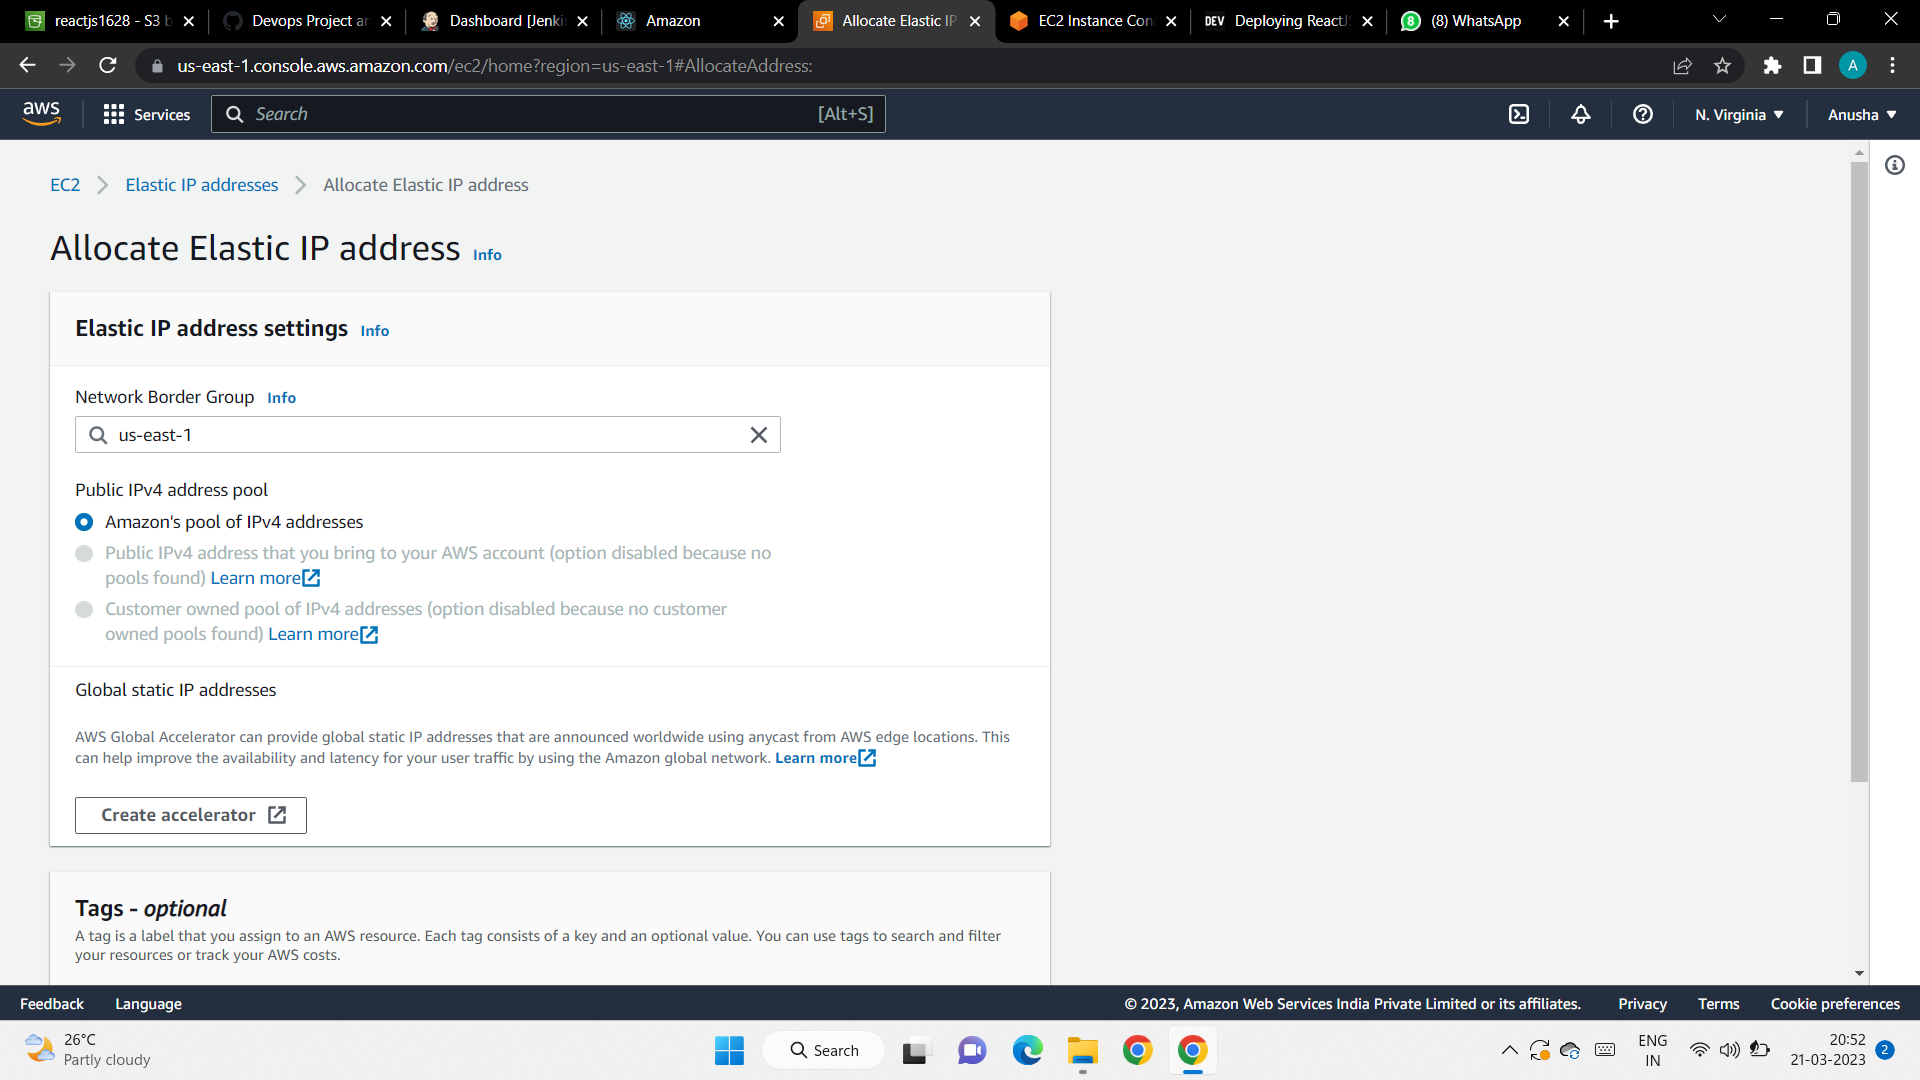 reactjs1628 - S3 b
Devops Project an
Dashboard [Jenki
Amazon
Allocate Elastic IP
EC2 Instance Con
DEV Deploying ReactJS
(8) WhatsApp
us-east-1.console.aws.amazon.com/ec2/home?region=us-east-1#AllocateAddress:
A
aws
Services
Search [Alt+S]
N. Virginia
Anusha
EC2 Elastic IP addresses Allocate Elastic IP address
Allocate Elastic IP address Info
Elastic IP address settings Info
Network Border Group Info
us-east-1
Public IPv4 address pool
Amazon's pool of IPv4 addresses
Public IPv4 address that you bring to your AWS account (option disabled because no
pools found) Learn more
Customer owned pool of IPv4 addresses (option disabled because no customer
owned pools found) Learn more
Global static IP addresses
AWS Global Accelerator can provide global static IP addresses that are announced worldwide using anycast from AWS edge locations. This
can help improve the availability and latency for your user traffic by using the Amazon global network. Learn more
Create accelerator
Tags - optional
A tag is a label that you assign to an AWS resource. Each tag consists of a key and an optional value. You can use tags to search and filter
your resources or track your AWS costs.
Feedback Language
© 2023, Amazon Web Services India Private Limited or its affiliates. Privacy Terms Cookie preferences
26°C
Partly cloudy
Search
ENG
IN
20:52
21-03-2023
2